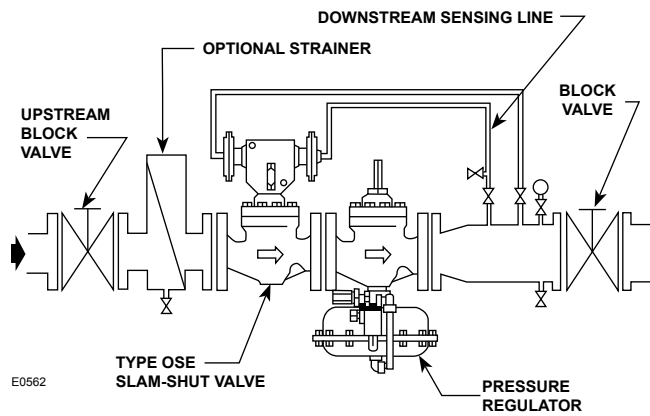 DOWNSTREAM SENSING LINE
OPTIONAL STRAINER
BLOCK
VALVE
UPSTREAM
BLOCK
VALVE
TYPE OSE
SLAM-SHUT VALVE
PRESSURE
REGULATOR
E0562